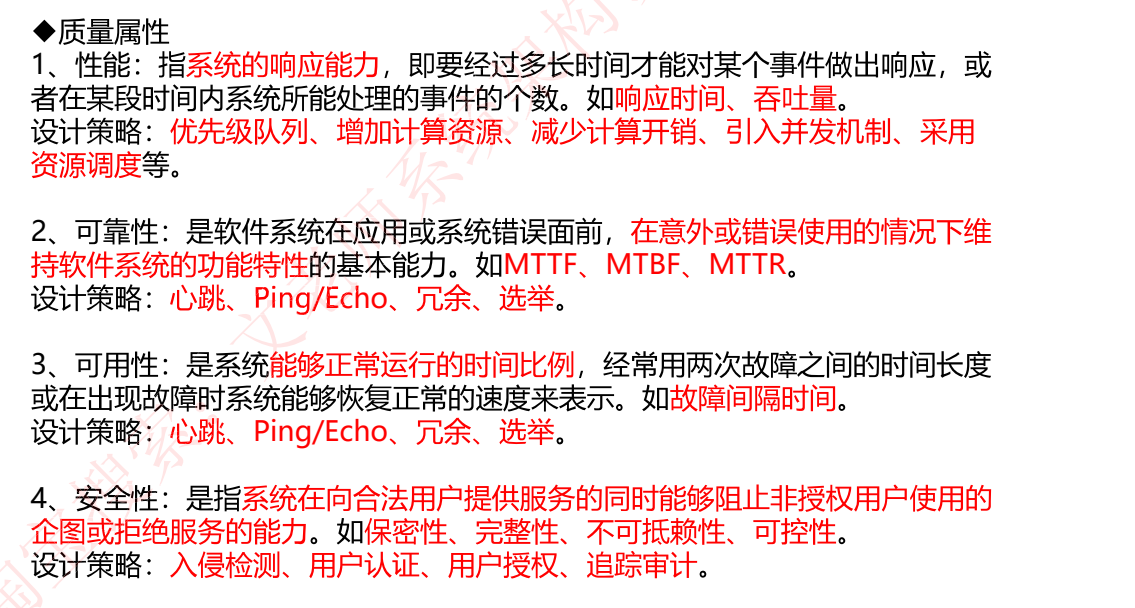 ◆质量属性
1、性能：指系统的响应能力，即要经过多长时间才能对某个事件做出响应，或
者在某段时间内系统所能处理的事件的个数。如响应时间、吞吐量。
设计策略：优先级队列、增加计算资源、减少计算开销、引入并发机制、采用
资源调度等。
2、可靠性：是软件系统在应用或系统错误面前，在意外或错误使用的情况下维
持软件系统的功能特性的基本能力。如MTTF、MTBF、MTTR。
设计策略：心跳、Ping/Echo、冗余、选举。
3、可用性：是系统能够正常运行的时间比例，经常用两次故障之间的时间长度
或在出现故障时系统能够恢复正常的速度来表示。如故障间隔时间。
设计策略：心跳、Ping/Echo、冗余、选举。
4、安全性：是指系统在向合法用户提供服务的同时能够阻止非授权用户使用的
企图或拒绝服务的能力。如保密性、完整性、不可抵赖性、可控性。
设计策略：入侵检测、用户认证、用户授权、追踪审计。